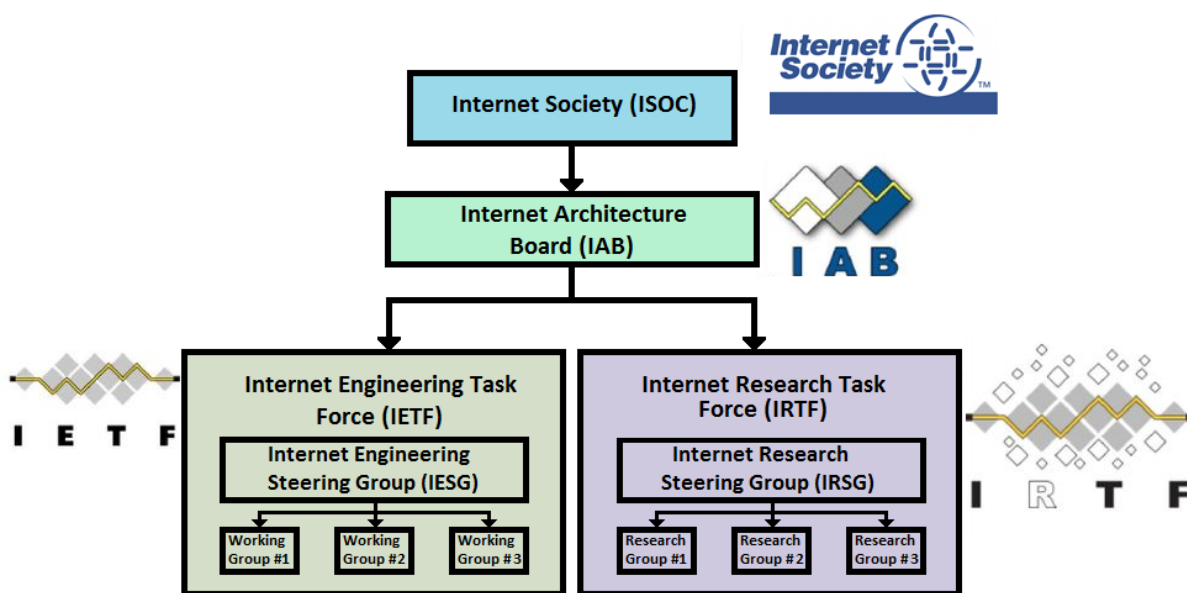 Internet
Society
TM
Internet Society (ISOC)
Internet Architecture
Board (IAB)
IAB
IETF
Internet Engineering Task
Force (IETF)
Internet Engineering
Steering Group (IESG)
Working
Group #1
Working
Group #2
Working
Group #3
Internet Research Task
Force (IRTF)
Internet Research
Steering Group (IRSG)
Research
Group #1
Research
Group #2
Research
Group #3
IRTF